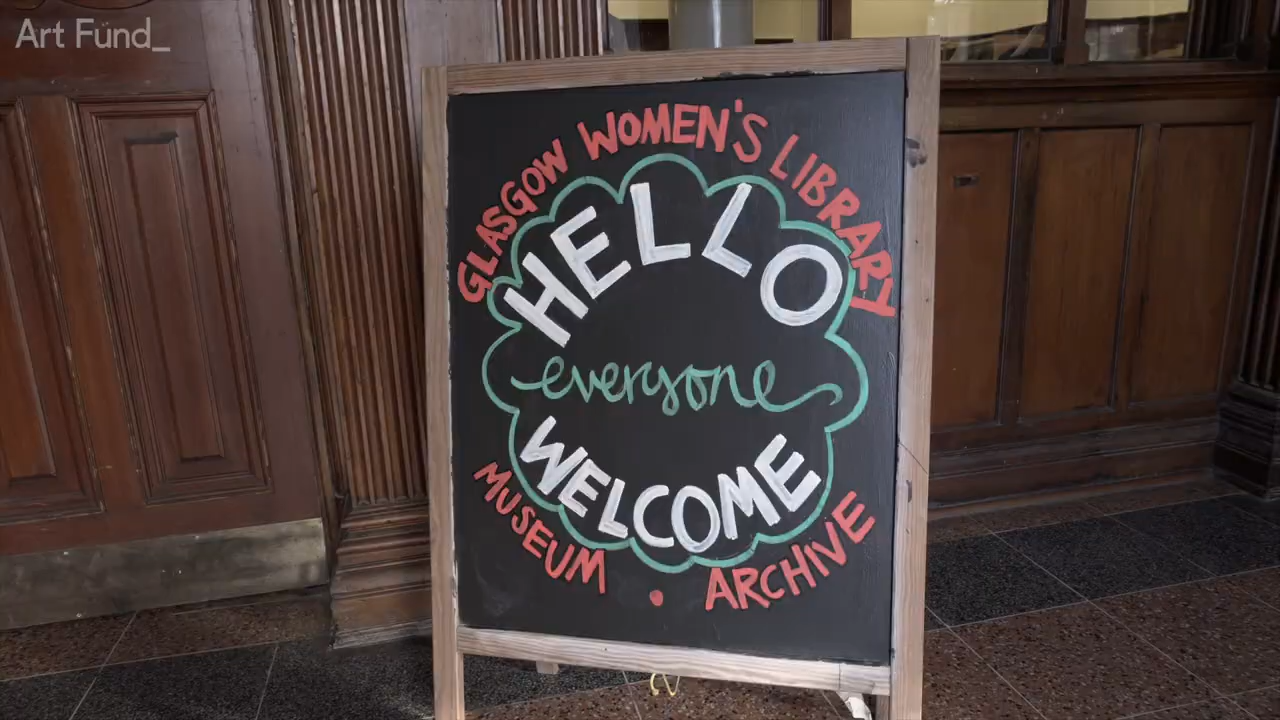 Art Fund_
GLASGOW WOMEN'S LIBRARY
HELLO
everyone
WELCOME
MUSEUM . ARCHIVE